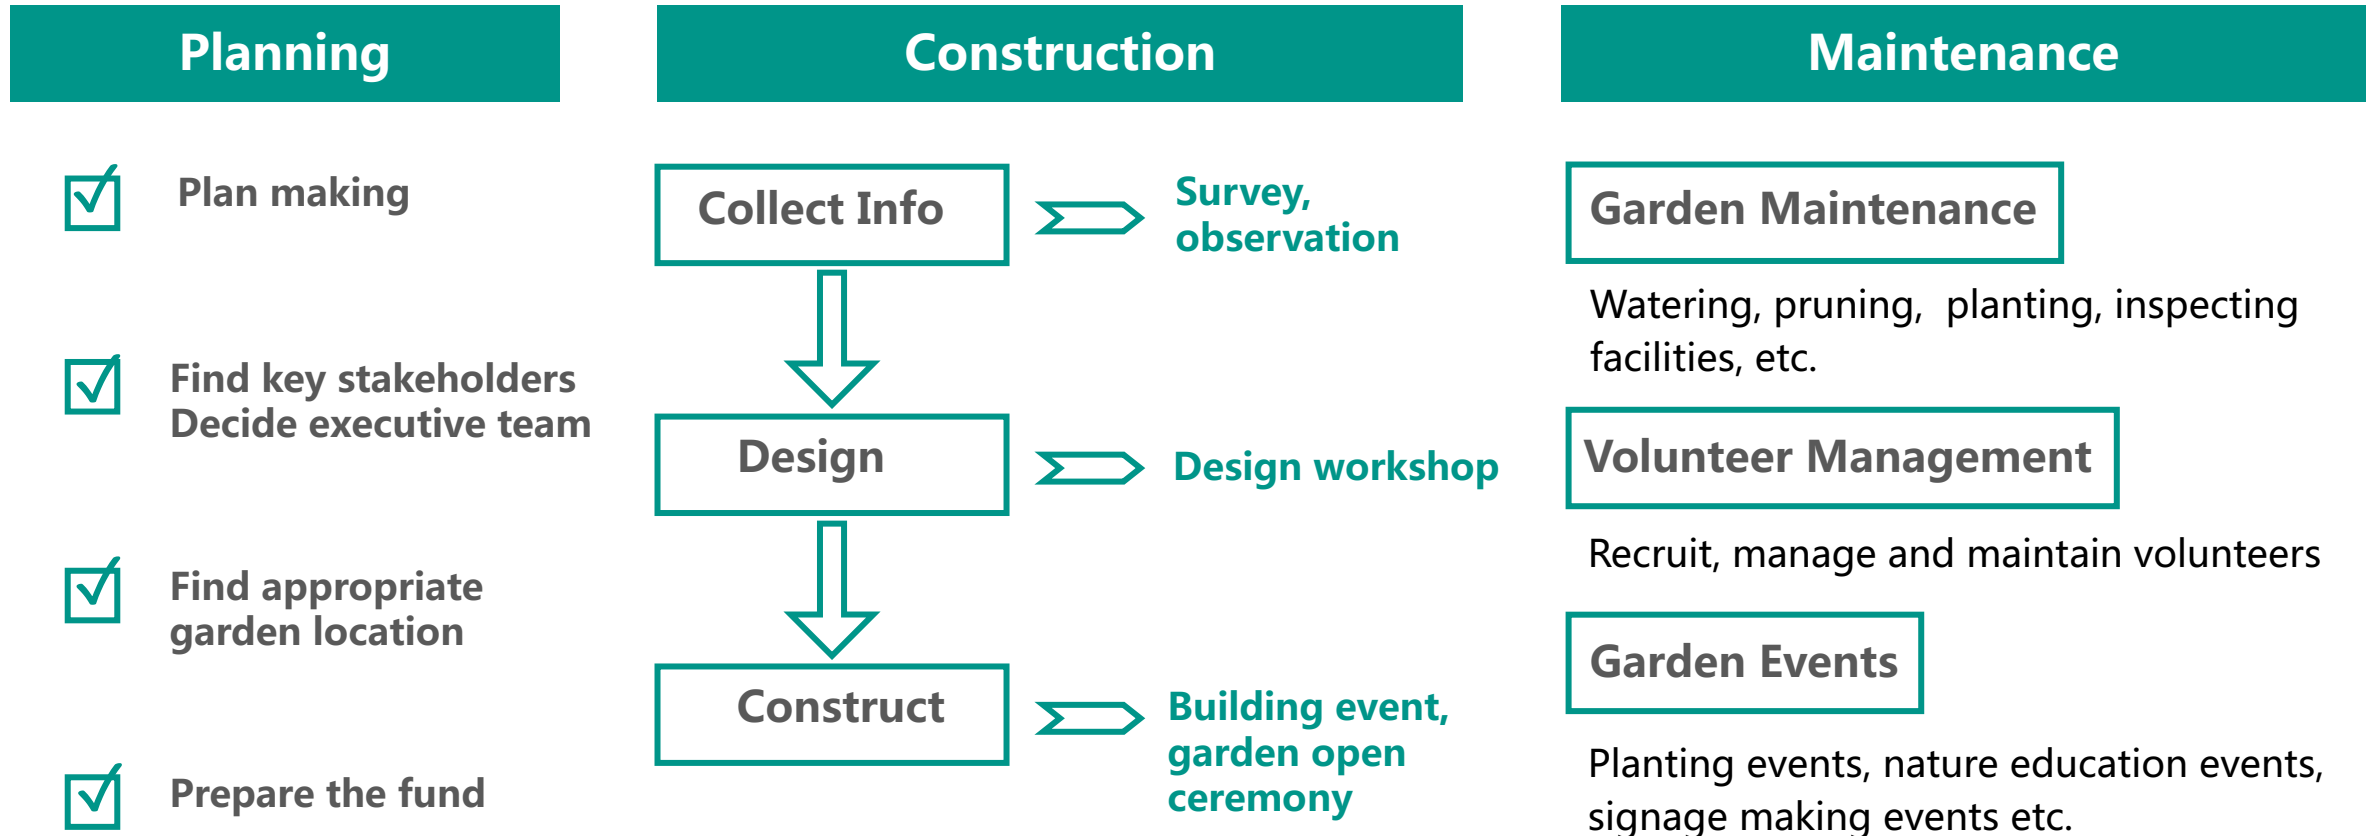 Planning
Plan making
Find key stakeholders
Decide executive team
Find appropriate
garden location
Prepare the fund
Construction
Collect Info
Survey,
observation
Design
Design workshop
Construct
Building event,
garden open
ceremony
Maintenance
Garden Maintenance
Watering, pruning, planting, inspecting
facilities, etc.
Volunteer Management
Recruit, manage and maintain volunteers
Garden Events
Planting events, nature education events,
signage making events etc.